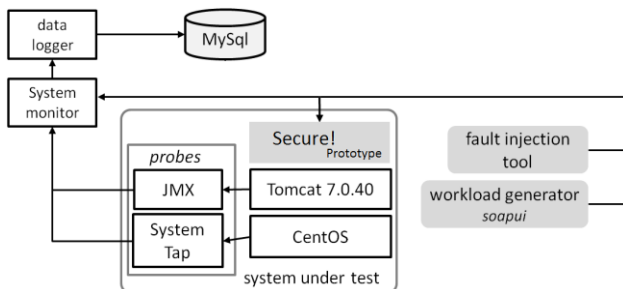 data
logger
MySql
System
monitor
Secure!
Prototype
probes
JMX
Tomcat 7.0.40
System
Tap
CentOS
system under test
fault injection
tool
workload generator
soapui